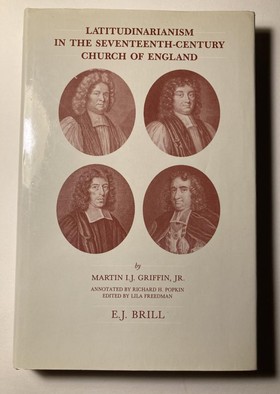 LATITUDINARIANISM
IN THE SEVENTEENTH-CENTURY
CHURCH OF ENGLAND
by
MARTIN I.J. GRIFFIN, JR.
ANNOTATED BY RICHARD H. POPKIN
EDITED BY LILA FREEDMAN
E.J. BRILL